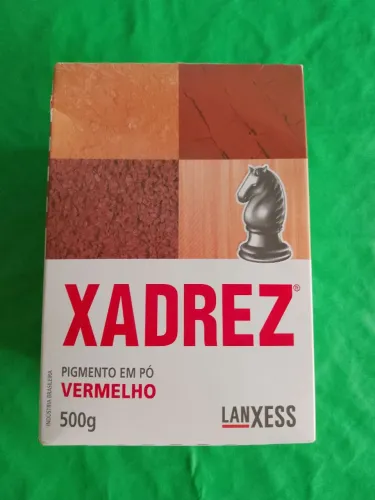 XADREZ®
PIGMENTO EM PÓ
VERMELHO
500g
LANXESS
INDÚSTRIA BRASILEIRA